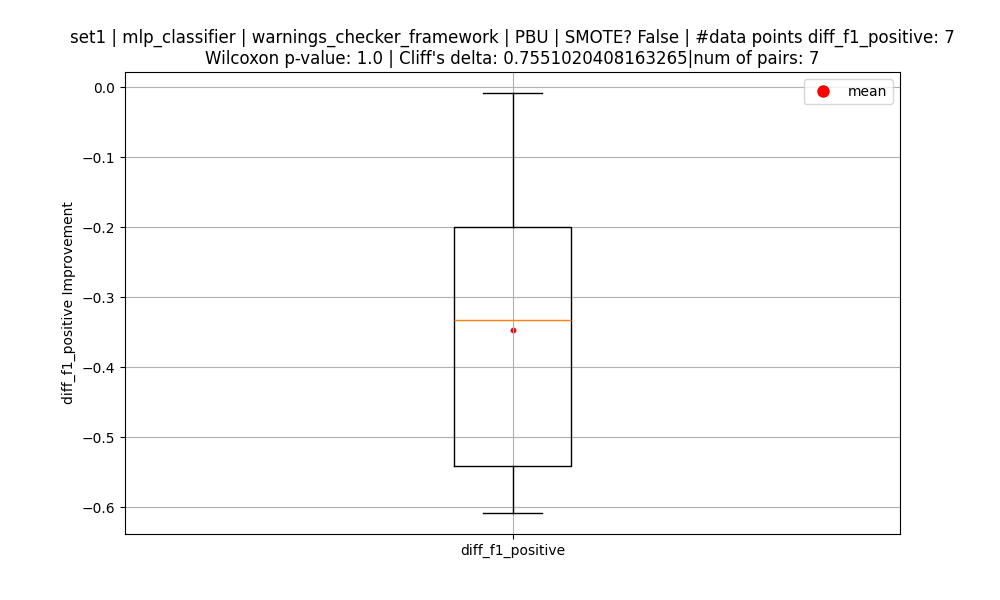 set1 | mlp_classifier | warnings_checker_framework | PBU | SMOTE? False | #data points diff_f1_positive: 7
Wilcoxon p-value: 1.0 | Cliff's delta: 0.7551020408163265|num of pairs: 7
mean
0.0
−0.1
−0.2
−0.3
−0.4
−0.5
−0.6
diff_f1_positive Improvement
diff_f1_positive